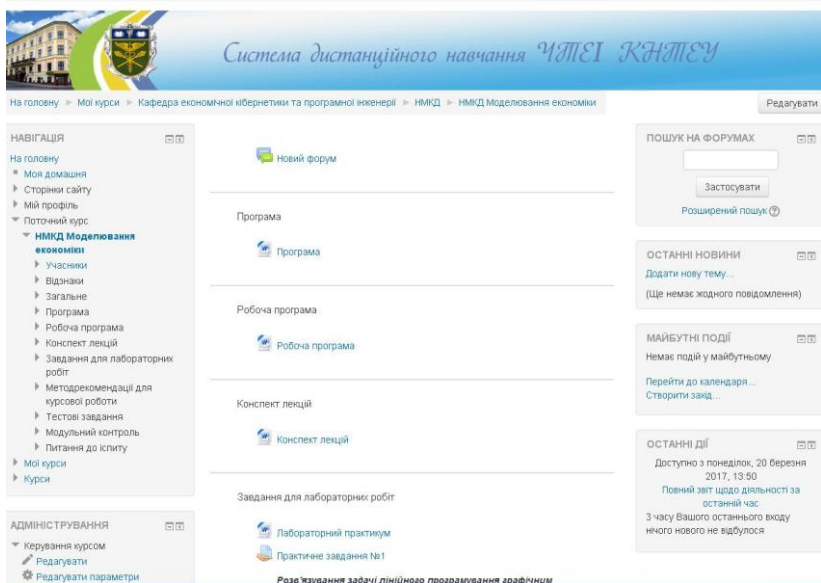 Система дистанційного навчання ЧТЕІ КНТЕУ
На головну ► Мої курси ► Кафедра економічної кібернетики та програмної інженерії ► НМКД ► НМКД Моделювання економіки
Редагувати
НАВІГАЦІЯ
На головну
Моя домашня
Сторінки сайту
Мій профіль
Поточний курс
НМКД Моделювання
економіки
Учасники
Відзнаки
Загальне
Програма
Робоча програма
Конспект лекцій
Завдання для лабораторних
робіт
Методрекомендації для
курсової роботи
Тестові завдання
Модульний контроль
Питання до іспиту
Мої курси
Курси
АДМІНІСТРУВАННЯ
Керування курсом
Редагувати
Редагувати параметри
Новий форум
Програма
Програма
Робоча програма
Робоча програма
Конспект лекцій
Конспект лекцій
Завдання для лабораторних робіт
Лабораторний практикум
Практичне завдання №1
Розв'язування задачі лінійного програмування графічним
ПОШУК НА ФОРУМАХ
Застосувати
Розширений пошук
ОСТАННІ НОВИНИ
Додати нову тему...
(Ще немає жодного повідомлення)
МАЙБУТНІ ПОДІЇ
Немає подій у майбутньому
Перейти до календаря...
Створити захід...
ОСТАННІ ДІЇ
Доступно з понеділок, 20 березня
2017, 13:50
Повний звіт щодо діяльності за
останній час
З часу Вашого останнього входу
нічого нового не відбулося